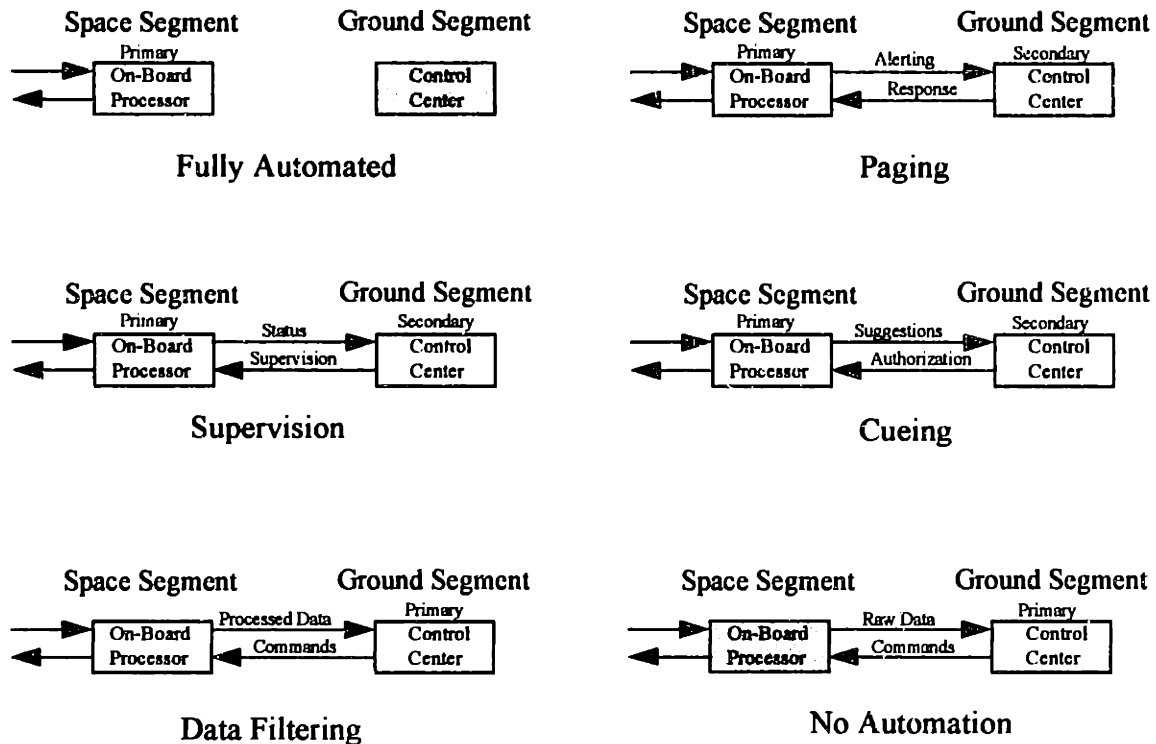 Space Segment
Ground Segment
Primary
On-Board
Processor
Control
Center
Fully Automated
Space Segment
Ground Segment
Primary
On-Board
Processor
Alerting
Response
Secondary
Control
Center
Paging
Space Segment
Ground Segment
Primary
On-Board
Processor
Status
Supervision
Secondary
Control
Center
Supervision
Space Segment
Ground Segment
Primary
On-Board
Processor
Suggestions
Authorization
Secondary
Control
Center
Cueing
Space Segment
Ground Segment
On-Board
Processor
Processed Data
Commands
Primary
Control
Center
Data Filtering
Space Segment
Ground Segment
On-Board
Processor
Raw Data
Commands
Primary
Control
Center
No Automation